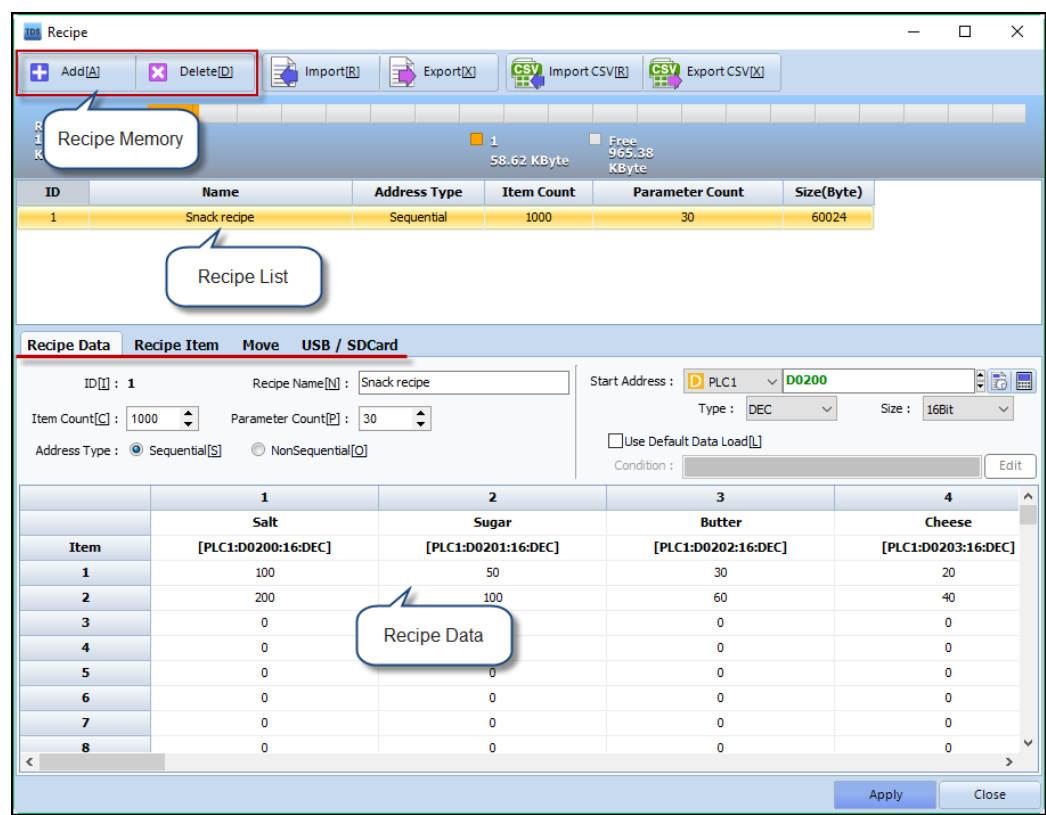 TDS Recipe
Add[A] Delete[D] Import[R] Export[X] Import CSV[R] Export CSV[X]
Recipe Memory
1 Free
58.62 KByte 965.38
KByte
ID Name Address Type Item Count Parameter Count Size(Byte)
1 Snack recipe Sequential 1000 30 60024
Recipe List
Recipe Data Recipe Item Move USB / SDCard
ID[I] : 1 Recipe Name[N] : Snack recipe Start Address : D PLC1 D0200
Type : DEC Size : 16Bit
Item Count[C] : 1000 Parameter Count[P] : 30
Use Default Data Load[L]
Address Type : Sequential[S] NonSequential[O]
Condition : Edit
1 2 3 4
Salt Sugar Butter Cheese
Item [PLC1:D0200:16:DEC] [PLC1:D0201:16:DEC] [PLC1:D0202:16:DEC] [PLC1:D0203:16:DEC]
1 100 50 30 20
2 200 100 60 40
3 0 0 0
Recipe Data
4 0 0 0
5 0 0 0 0
6 0 0 0 0
7 0 0 0 0
8 0 0 0 0
Apply Close